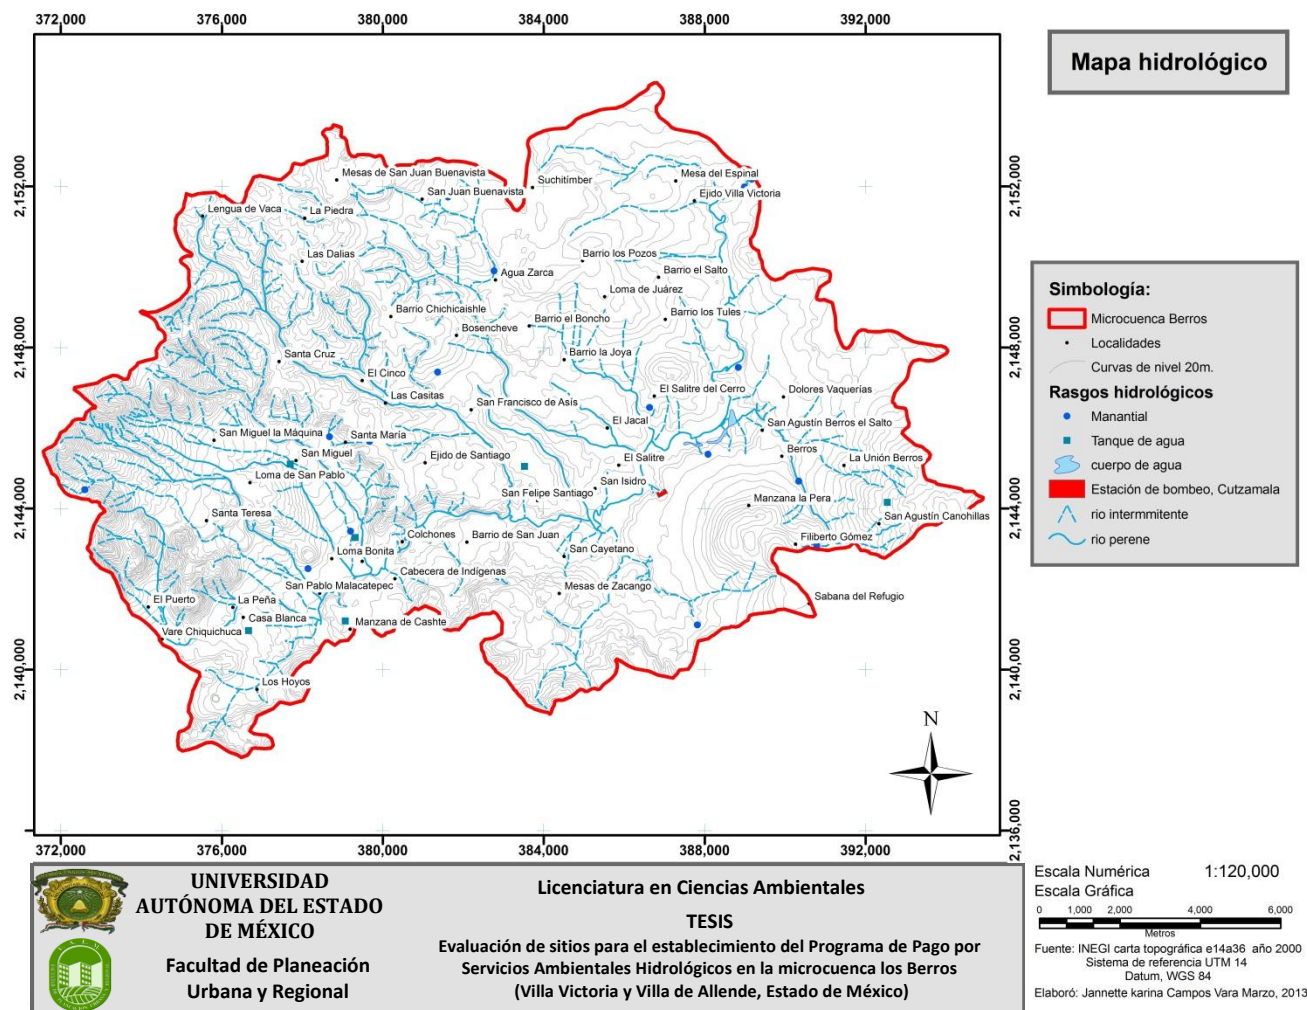 372,000
376,000
380,000
384,000
388,000
392,000
Mapa hidrológico
2,152,000
2,152,000
2,148,000
2,148,000
2,144,000
2,144,000
2,140,000
2,140,000
2,136,000
Mesas de San Juan Buenavista
San Juan Buenavista
Suchitímber
Mesa del Espinal
Ejido Villa Victoria
Lengua de Vaca
La Piedra
Las Dalias
Agua Zarca
Barrio los Pozos
Barrio el Salto
Loma de Juárez
Barrio Chichicaishle
Bosencheve
Barrio el Boncho
Barrio los Tules
Santa Cruz
Barrio la Joya
El Cinco
Las Casitas
San Francisco de Asís
El Salitre del Cerro
Dolores Vaquerías
El Jacal
San Agustín Berros el Salto
San Miguel la Máquina
Santa María
San Miguel
Ejido de Santiago
El Salitre
Berros
La Unión Berros
Loma de San Pablo
San Isidro
San Felipe Santiago
Manzana la Pera
Santa Teresa
San Agustín Canohillas
Colchones
Barrio de San Juan
Filiberto Gómez
Loma Bonita
San Cayetano
Cabecera de Indígenas
San Pablo Malacatepec
Mesas de Zacango
El Puerto
La Peña
Casa Blanca
Sabana del Refugio
Manzana de Cashte
Vare Chiquichuca
Los Hoyos
N
372,000
376,000
380,000
384,000
388,000
392,000
Simbología:
Microcuenca Berros
Localidades
Curvas de nivel 20m.
Rasgos hidrológicos
Manantial
Tanque de agua
cuerpo de agua
Estación de bombeo, Cutzamala
rio intermmitente
rio perene
UNIVERSIDAD
AUTÓNOMA DEL ESTADO
DE MÉXICO
Facultad de Planeación
Urbana y Regional
Licenciatura en Ciencias Ambientales
TESIS
Evaluación de sitios para el establecimiento del Programa de Pago por
Servicios Ambientales Hidrológicos en la microcuenca los Berros
(Villa Victoria y Villa de Allende, Estado de México)
Escala Numérica 1:120,000
Escala Gráfica
0 1,000 2,000 4,000 6,000
Metros
Fuente: INEGI carta topográfica e14a36 año 2000
Sistema de referencia UTM 14
Datum, WGS 84
Elaboró: Jannette karina Campos Vara Marzo, 2013